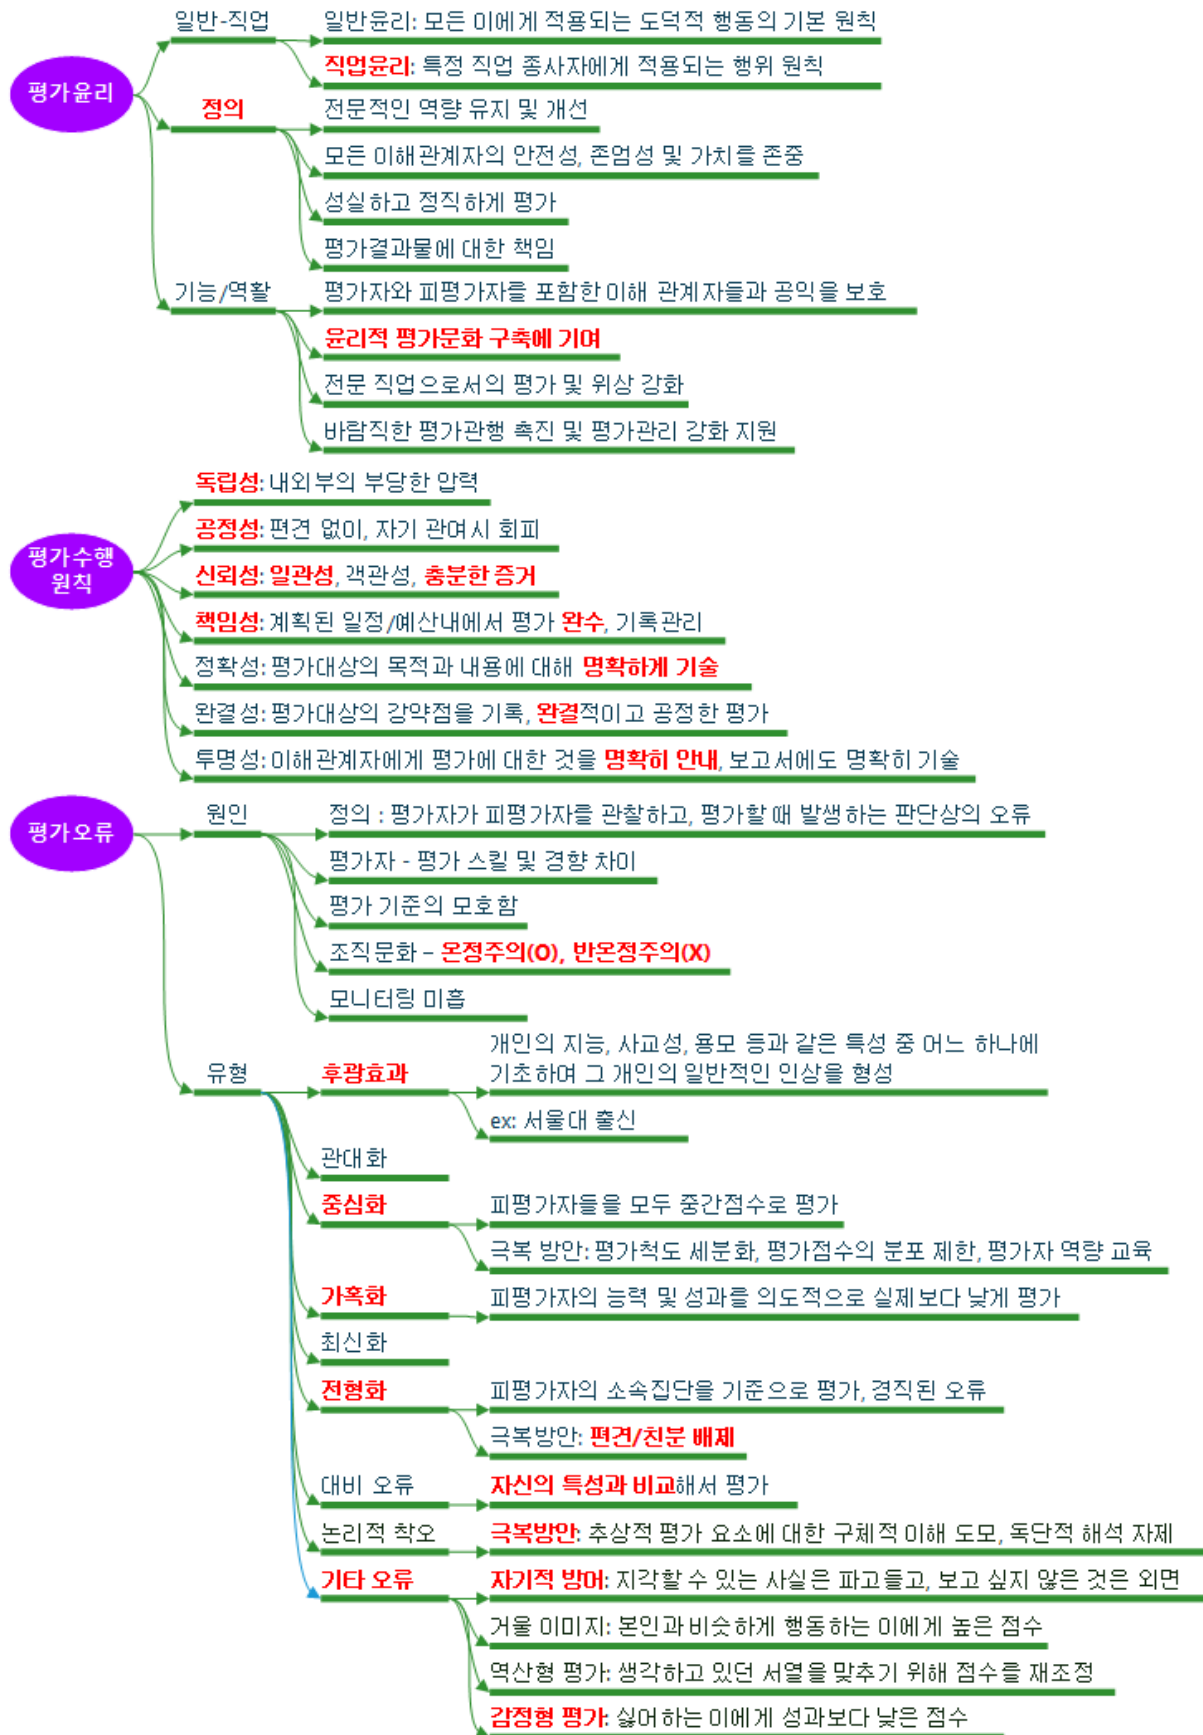 평가윤리
일반-직업
일반윤리: 모든 이에게 적용되는 도덕적 행동의 기본 원칙
직업윤리: 특정 직업 종사자에게 적용되는 행위 원칙
정의
전문적인 역량 유지 및 개선
모든 이해관계자의 안전성, 존엄성 및 가치를 존중
성실하고 정직하게 평가
평가결과물에 대한 책임
기능/역활
평가자와 피평가자를 포함한 이해 관계자들과 공익을 보호
윤리적 평가문화 구축에 기여
전문 직업으로서의 평가 및 위상 강화
바람직한 평가관행 촉진 및 평가관리 강화 지원
평가수행
원칙
독립성: 내외부의 부당한 압력
공정성: 편견 없이, 자기 관여시 회피
신뢰성: 일관성, 객관성, 충분한 증거
책임성: 계획된 일정/예산내에서 평가 완수, 기록관리
정확성: 평가대상의 목적과 내용에 대해 명확하게 기술
완결성: 평가대상의 강약점을 기록, 완결적이고 공정한 평가
투명성: 이해관계자에게 평가에 대한 것을 명확히 안내, 보고서에도 명확히 기술
평가오류
원인
정의 : 평가자가 피평가자를 관찰하고, 평가할 때 발생하는 판단상의 오류
평가자 - 평가 스킬 및 경향 차이
평가 기준의 모호함
조직문화 – 온정주의(O), 반온정주의(X)
모니터링 미흡
유형
후광효과
개인의 지능, 사교성, 용모 등과 같은 특성 중 어느 하나에
기초하여 그 개인의 일반적인 인상을 형성
ex: 서울대 출신
관대화
중심화
피평가자들을 모두 중간점수로 평가
극복 방안: 평가척도 세분화, 평가점수의 분포 제한, 평가자 역량 교육
가혹화
피평가자의 능력 및 성과를 의도적으로 실제보다 낮게 평가
최신화
전형화
피평가자의 소속집단을 기준으로 평가, 경직된 오류
극복방안: 편견/친분 배제
대비 오류
자신의 특성과 비교해서 평가
논리적 착오
극복방안: 추상적 평가 요소에 대한 구체적 이해 도모, 독단적 해석 자제
기타 오류
자기적 방어: 지각할 수 있는 사실은 파고들고, 보고 싶지 않은 것은 외면
거울 이미지: 본인과 비슷하게 행동하는 이에게 높은 점수
역산형 평가: 생각하고 있던 서열을 맞추기 위해 점수를 재조정
감정형 평가: 싫어하는 이에게 성과보다 낮은 점수